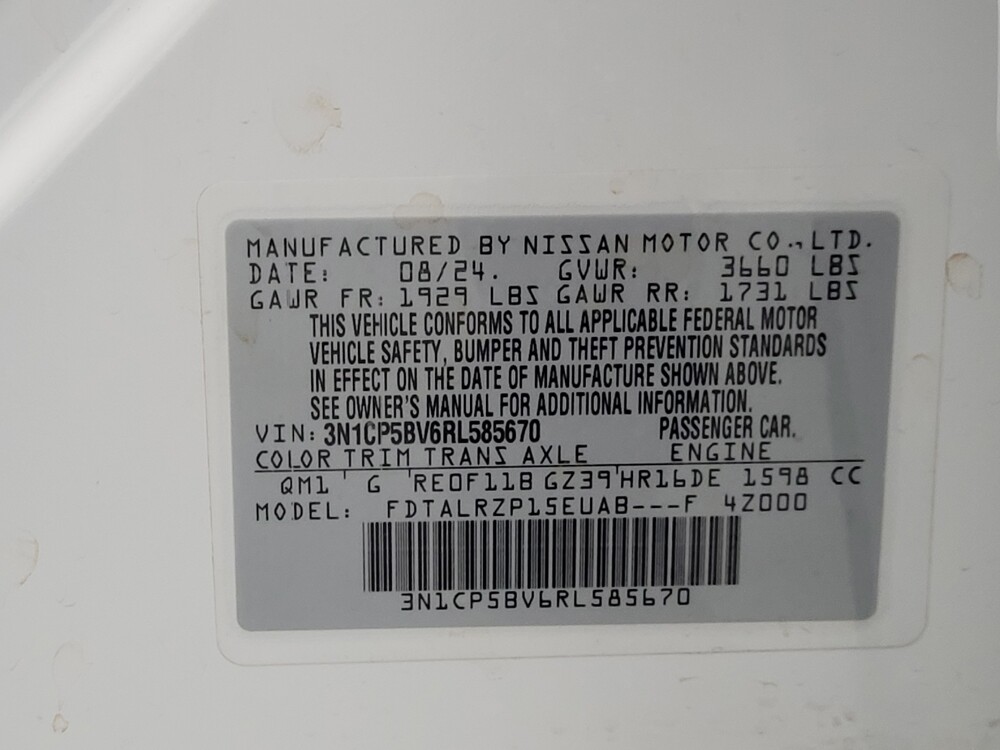 MANUFACTURED BY NISSAN MOTOR CO., LTD.
DATE: 08/24. GVWR: 3660 LBS
GAWR FR: 1929 LBS GAWR RR: 1731 LBS
THIS VEHICLE CONFORMS TO ALL APPLICABLE FEDERAL MOTOR
VEHICLE SAFETY, BUMPER AND THEFT PREVENTION STANDARDS
IN EFFECT ON THE DATE OF MANUFACTURE SHOWN ABOVE.
SEE OWNER'S MANUAL FOR ADDITIONAL INFORMATION.
VIN: 3N1CP5BV6RL585670 PASSENGER CAR.
COLOR TRIM TRANS AXLE ENGINE
QM1 ' G 'RE0F11B GZ39'HR16DE 1598 CC
MODEL: FDTALRZP15EUAB---F 4Z000
3N1CP5BV6RL585670